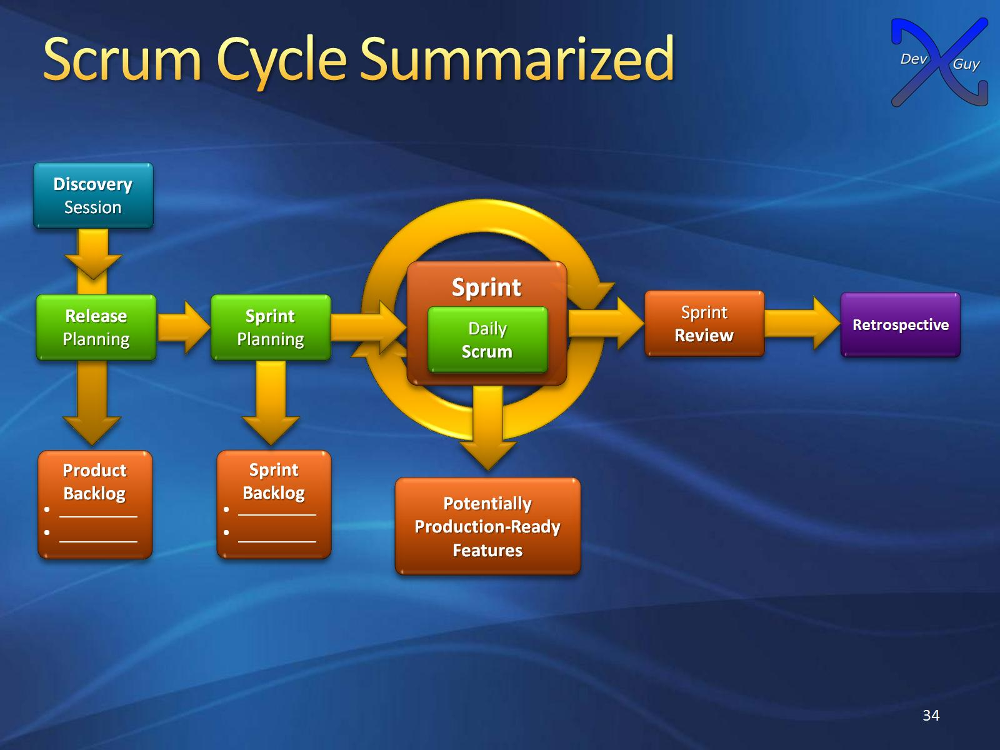 Scrum Cycle Summarized
Dev Guy
Discovery
Session
Release
Planning
Sprint
Planning
Sprint
Daily
Scrum
Sprint
Review
Retrospective
Product
Backlog
Sprint
Backlog
Potentially
Production-Ready
Features
34